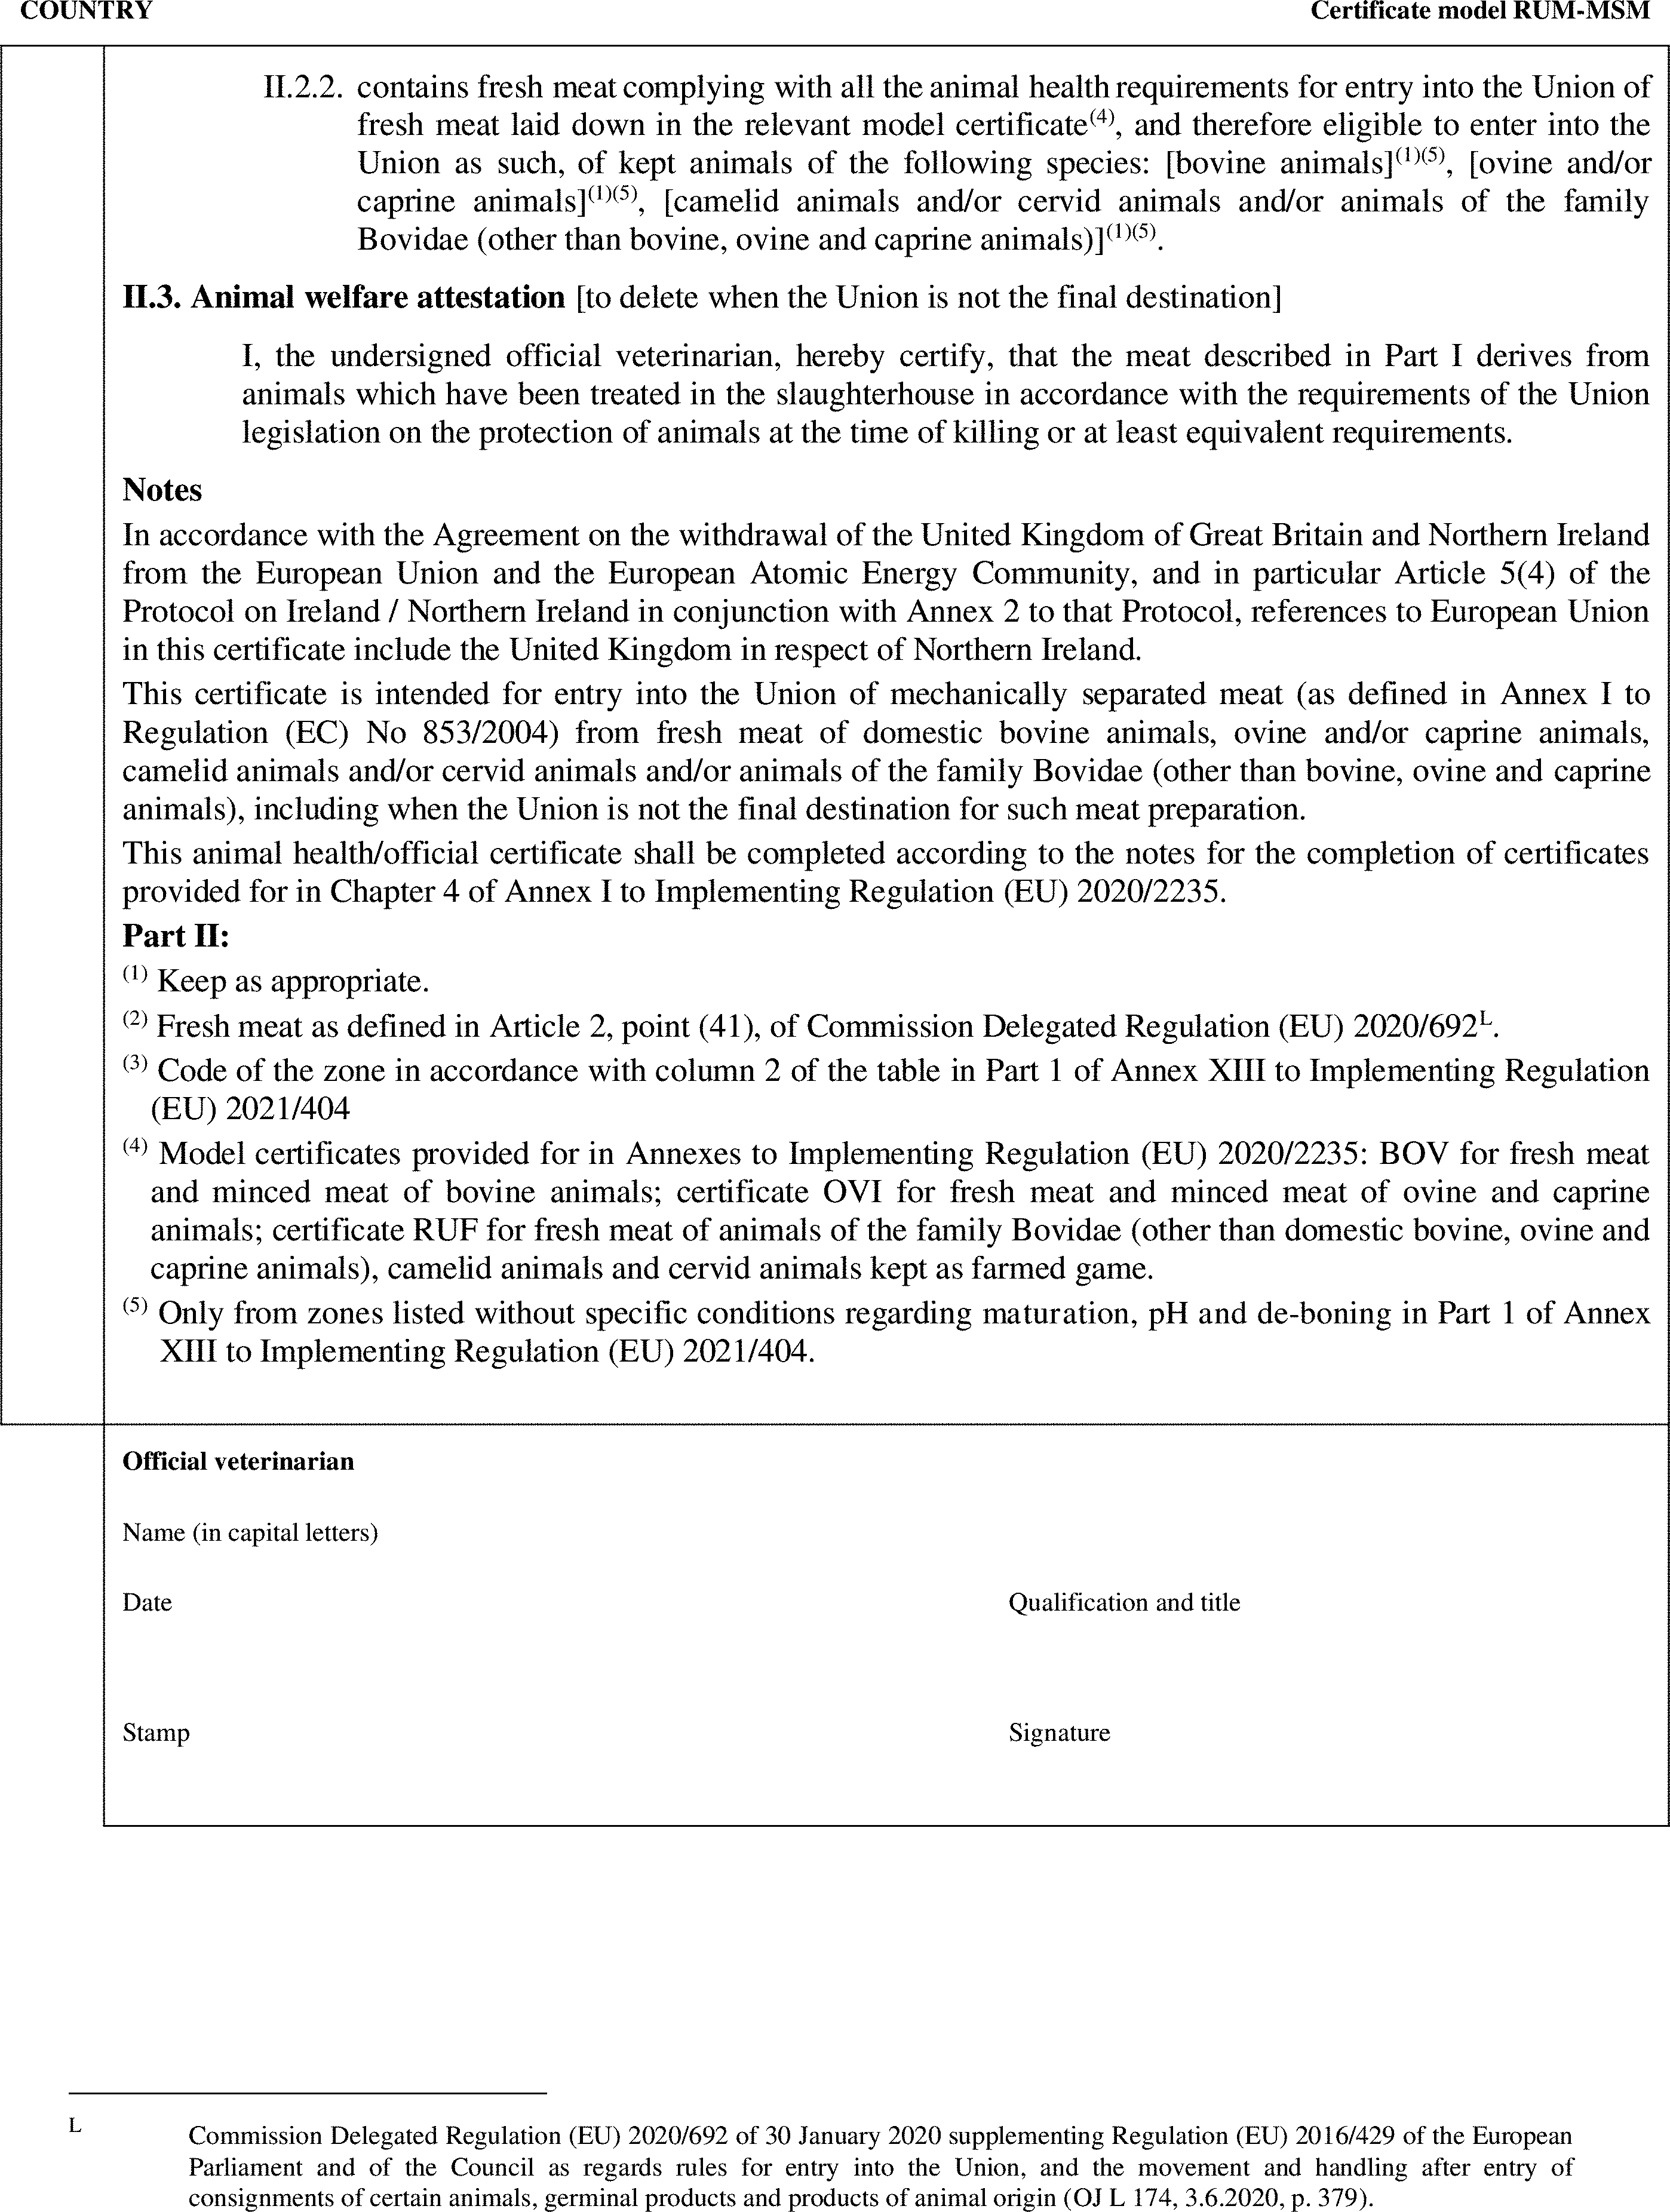 COUNTRY Certificate model RUM-MSM
II.2.2. contains fresh meat complying with all the animal health requirements for entry into the Union of
fresh meat laid down in the relevant model certificate(4), and therefore eligible to enter into the
Union as such, of kept animals of the following species: [bovine animals](1)(5), [ovine and/or
caprine animals](1)(5), [camelid animals and/or cervid animals and/or animals of the family
Bovidae (other than bovine, ovine and caprine animals)](1)(5).
II.3. Animal welfare attestation [to delete when the Union is not the final destination]
I, the undersigned official veterinarian, hereby certify, that the meat described in Part I derives from
animals which have been treated in the slaughterhouse in accordance with the requirements of the Union
legislation on the protection of animals at the time of killing or at least equivalent requirements.
Notes
In accordance with the Agreement on the withdrawal of the United Kingdom of Great Britain and Northern Ireland
from the European Union and the European Atomic Energy Community, and in particular Article 5(4) of the
Protocol on Ireland / Northern Ireland in conjunction with Annex 2 to that Protocol, references to European Union
in this certificate include the United Kingdom in respect of Northern Ireland.
This certificate is intended for entry into the Union of mechanically separated meat (as defined in Annex I to
Regulation (EC) No 853/2004) from fresh meat of domestic bovine animals, ovine and/or caprine animals,
camelid animals and/or cervid animals and/or animals of the family Bovidae (other than bovine, ovine and caprine
animals), including when the Union is not the final destination for such meat preparation.
This animal health/official certificate shall be completed according to the notes for the completion of certificates
provided for in Chapter 4 of Annex I to Implementing Regulation (EU) 2020/2235.
Part II:
(1) Keep as appropriate.
(2) Fresh meat as defined in Article 2, point (41), of Commission Delegated Regulation (EU) 2020/692L.
(3) Code of the zone in accordance with column 2 of the table in Part 1 of Annex XIII to Implementing Regulation
(EU) 2021/404
(4) Model certificates provided for in Annexes to Implementing Regulation (EU) 2020/2235: BOV for fresh meat
and minced meat of bovine animals; certificate OVI for fresh meat and minced meat of ovine and caprine
animals; certificate RUF for fresh meat of animals of the family Bovidae (other than domestic bovine, ovine and
caprine animals), camelid animals and cervid animals kept as farmed game.
(5) Only from zones listed without specific conditions regarding maturation, pH and de-boning in Part 1 of Annex
XIII to Implementing Regulation (EU) 2021/404.
Official veterinarian
Name (in capital letters)
Date Qualification and title
Stamp Signature
L Commission Delegated Regulation (EU) 2020/692 of 30 January 2020 supplementing Regulation (EU) 2016/429 of the European
Parliament and of the Council as regards rules for entry into the Union, and the movement and handling after entry of
consignments of certain animals, germinal products and products of animal origin (OJ L 174, 3.6.2020, p. 379).